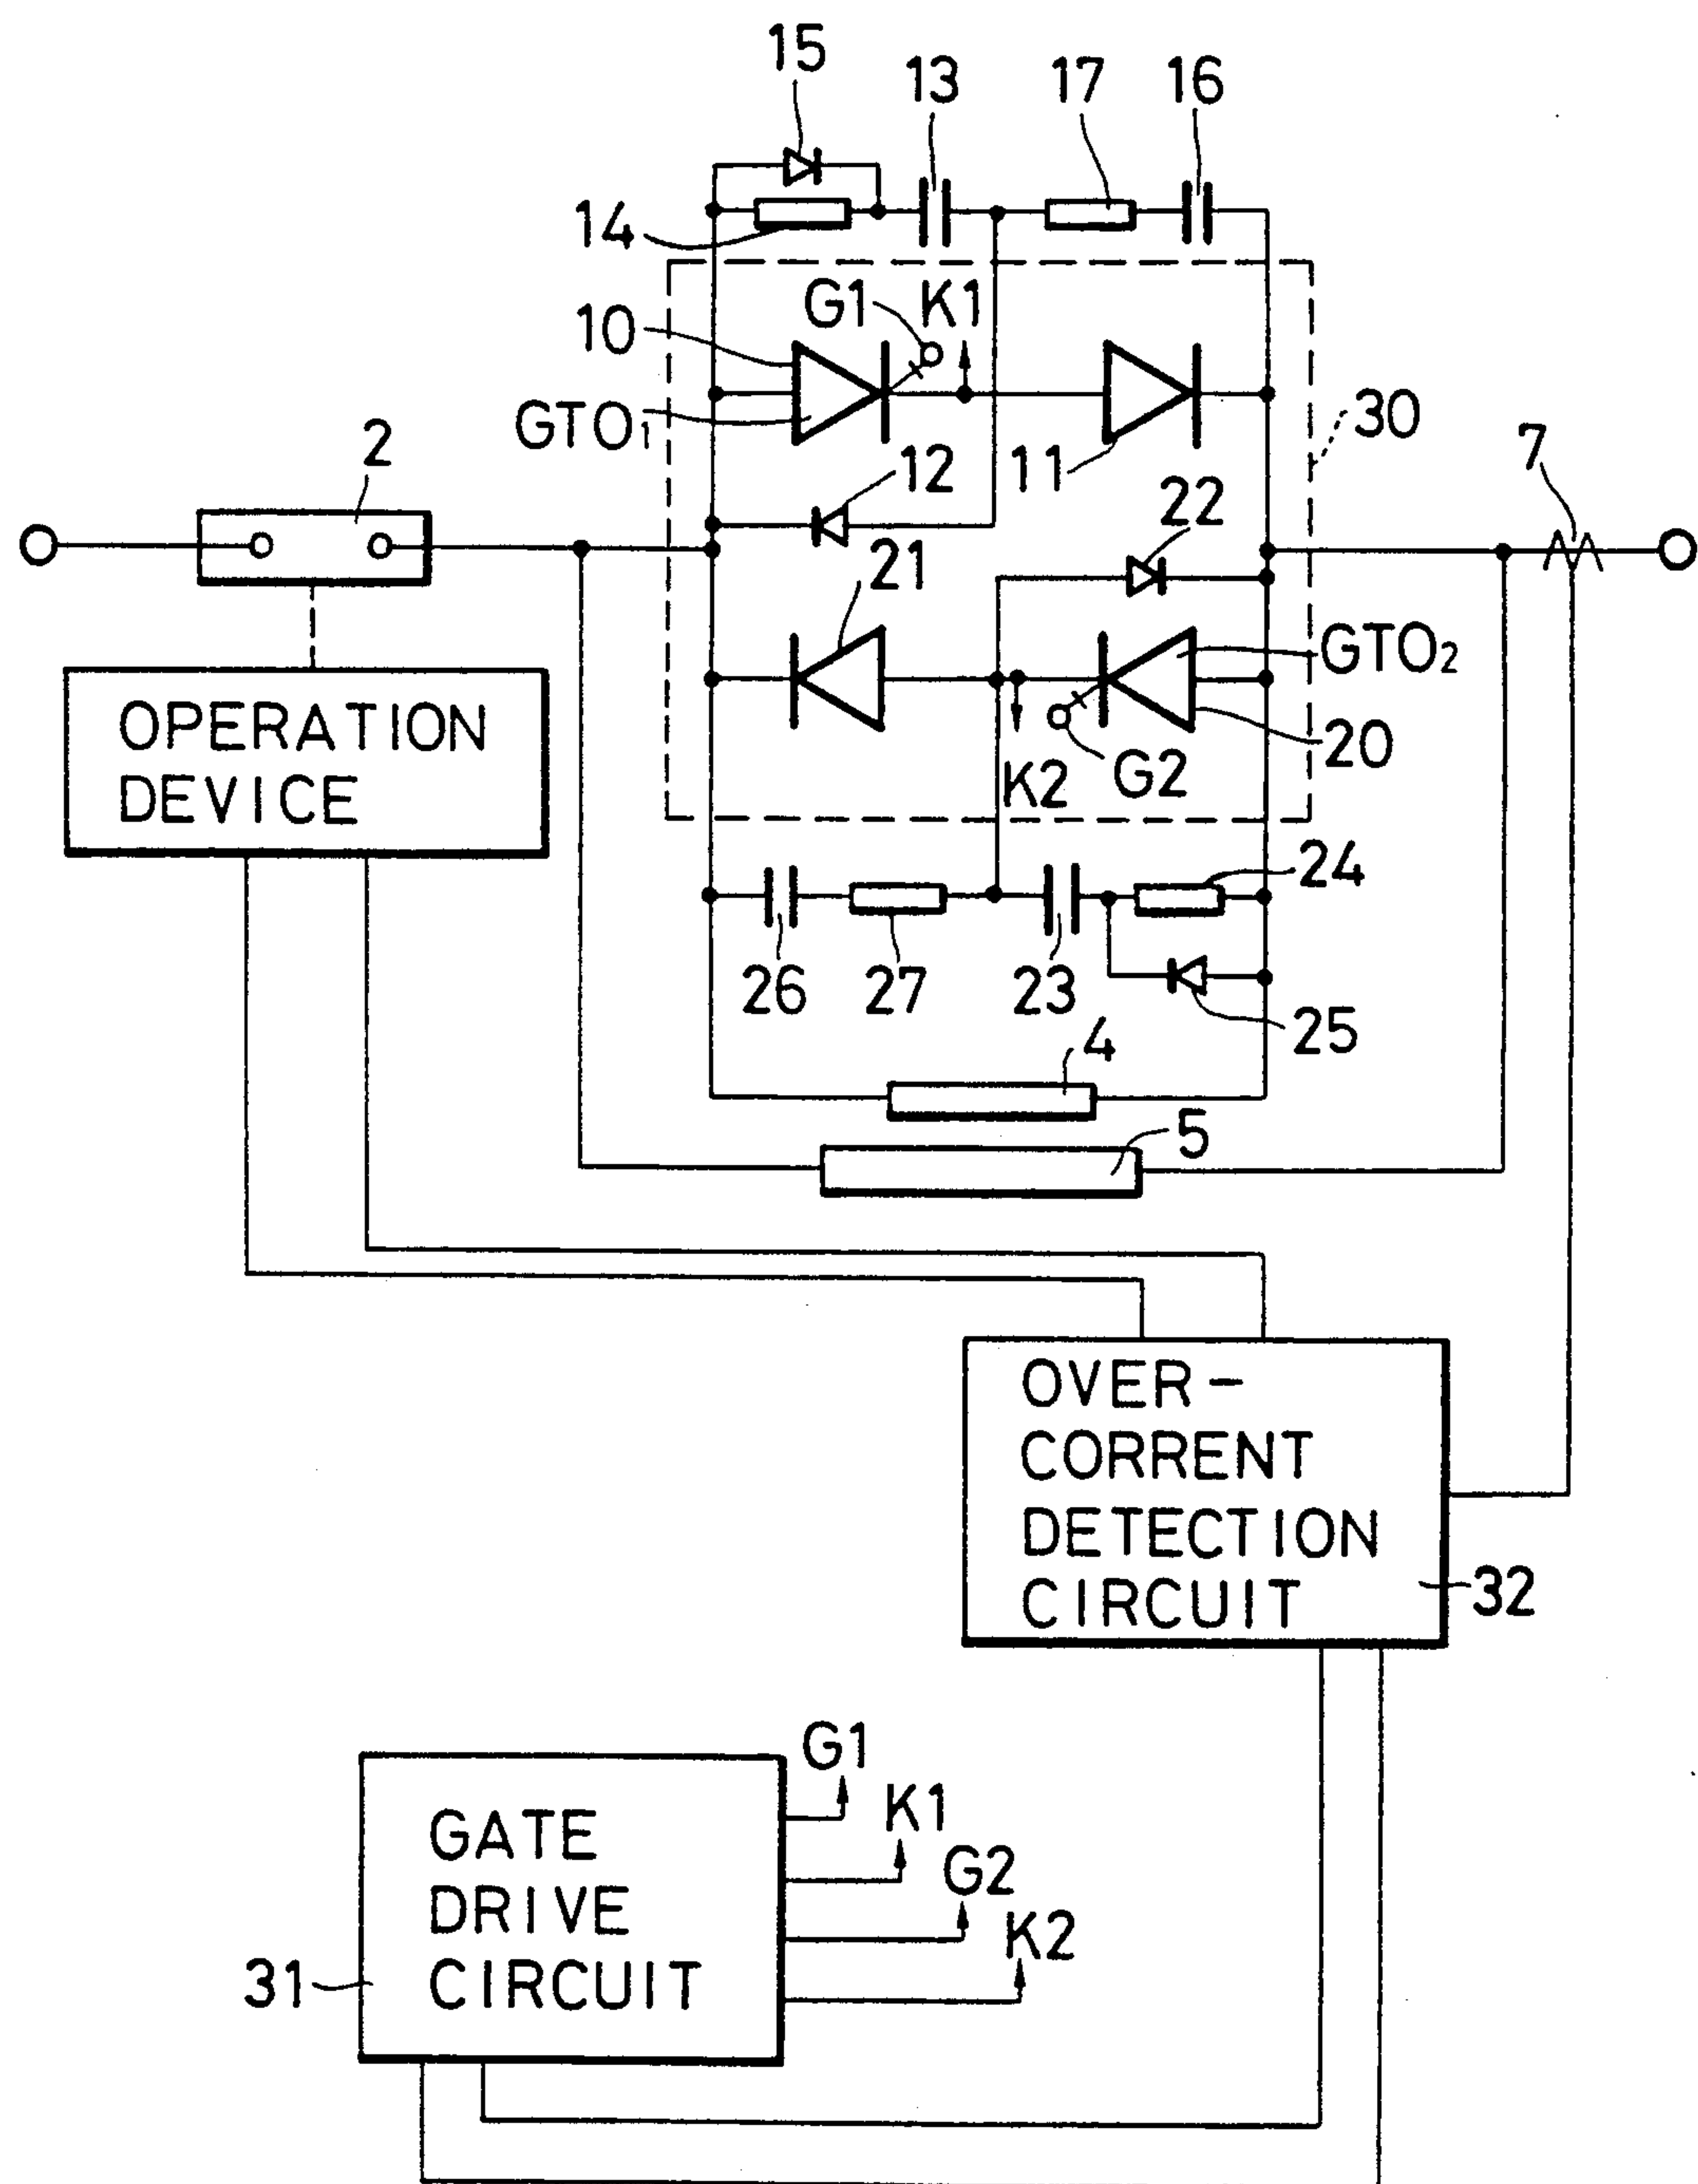 15
13
17
16
14
G1
K1
10
GTO1
30
7
2
12
11
22
21
GTO2
OPERATION
DEVICE
20
K2
G2
24
26
27
23
25
4
5
OVER-
CORRENT
DETECTION
CIRCUIT
32
G1
K1
GATE
G2
DRIVE
K2
31
CIRCUIT